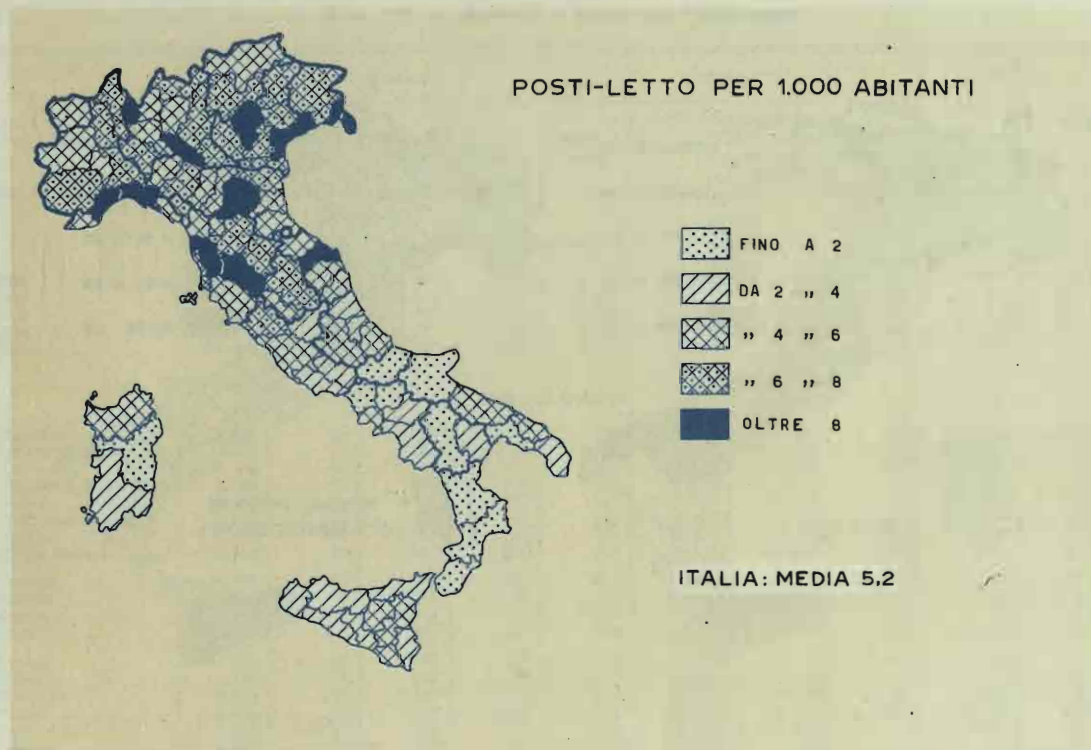 POSTI-LETTO PER 1.000 ABITANTI
FINO A 2
DA 2 „ 4
„ 4 „ 6
„ 6 „ 8
OLTRE 8
ITALIA: MEDIA 5,2